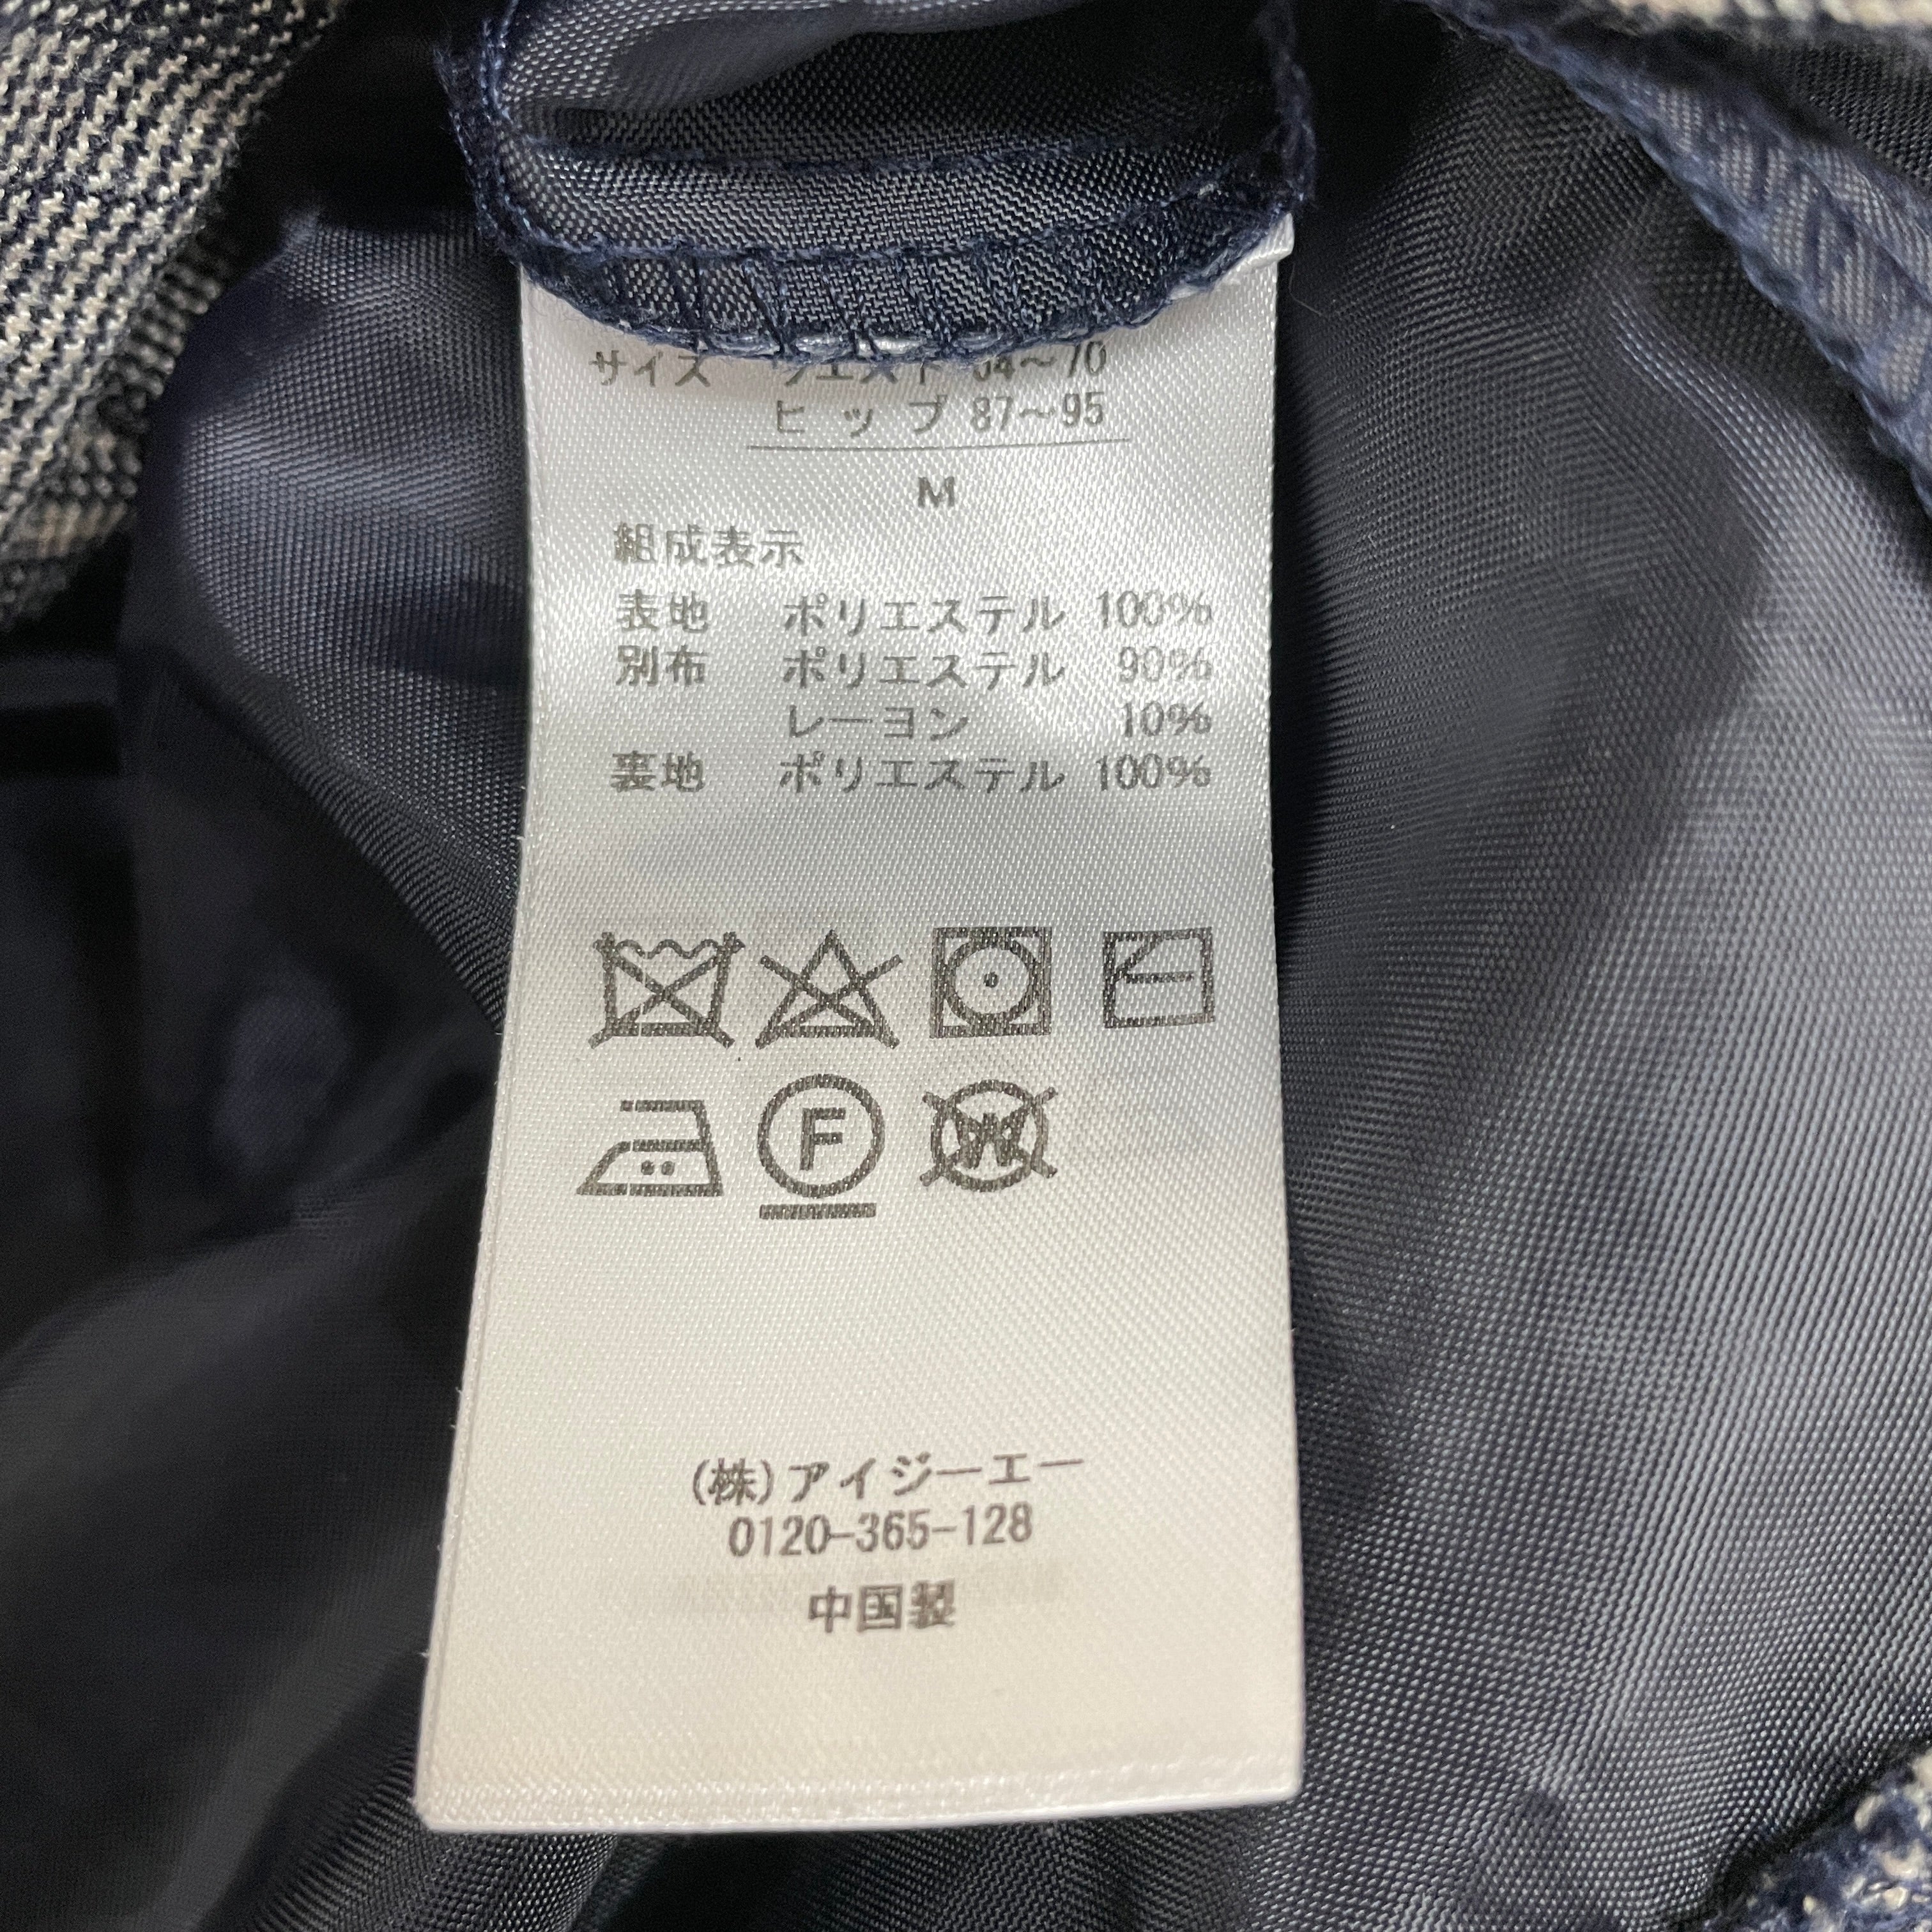 サイズ ウエスト 64～70
ヒップ 87～95
M
組成表示
表地 ポリエステル 100%
別布 ポリエステル 90%
レーヨン 10%
裏地 ポリエステル 100%
F W
(株)アイジーエー
0120-365-128
中国製